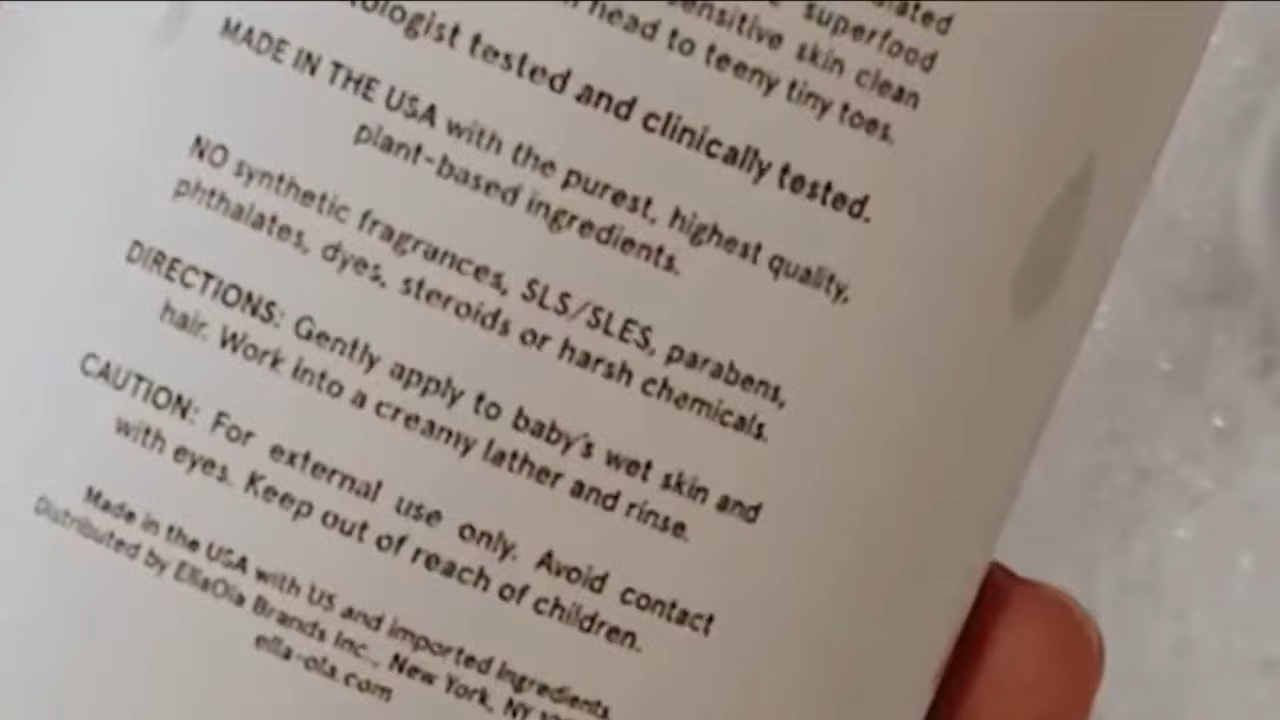 superfood
sensitive skin clean
head to teeny tiny toes.
tested and clinically tested.
MADE IN THE USA with the purest, highest quality,
plant-based ingredients.
NO synthetic fragrances, SLS/SLES, parabens,
phthalates, dyes, steroids or harsh chemicals.
DIRECTIONS: Gently apply to baby's wet skin and
hair. Work into a creamy lather and rinse.
CAUTION: For external use only. Avoid contact
with eyes. Keep out of reach of children.
Made in the USA with US and imported ingredients
Distributed by EllaOla Brands Inc., New York, NY
ella-ola.com